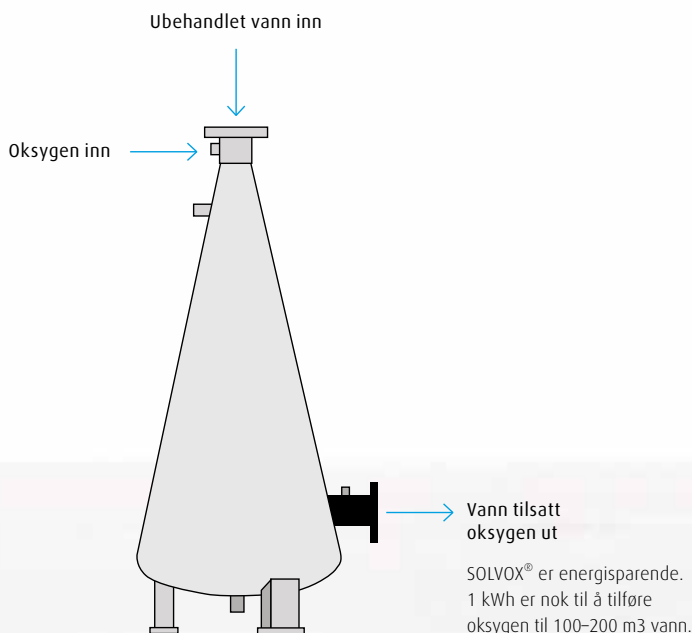 Ubehandlet vann inn
Oksygen inn
Vann tilsatt
oksygen ut
SOLVOX® er energisparende.
1 kWh er nok til å tilføre
oksygen til 100–200 m3 vann.